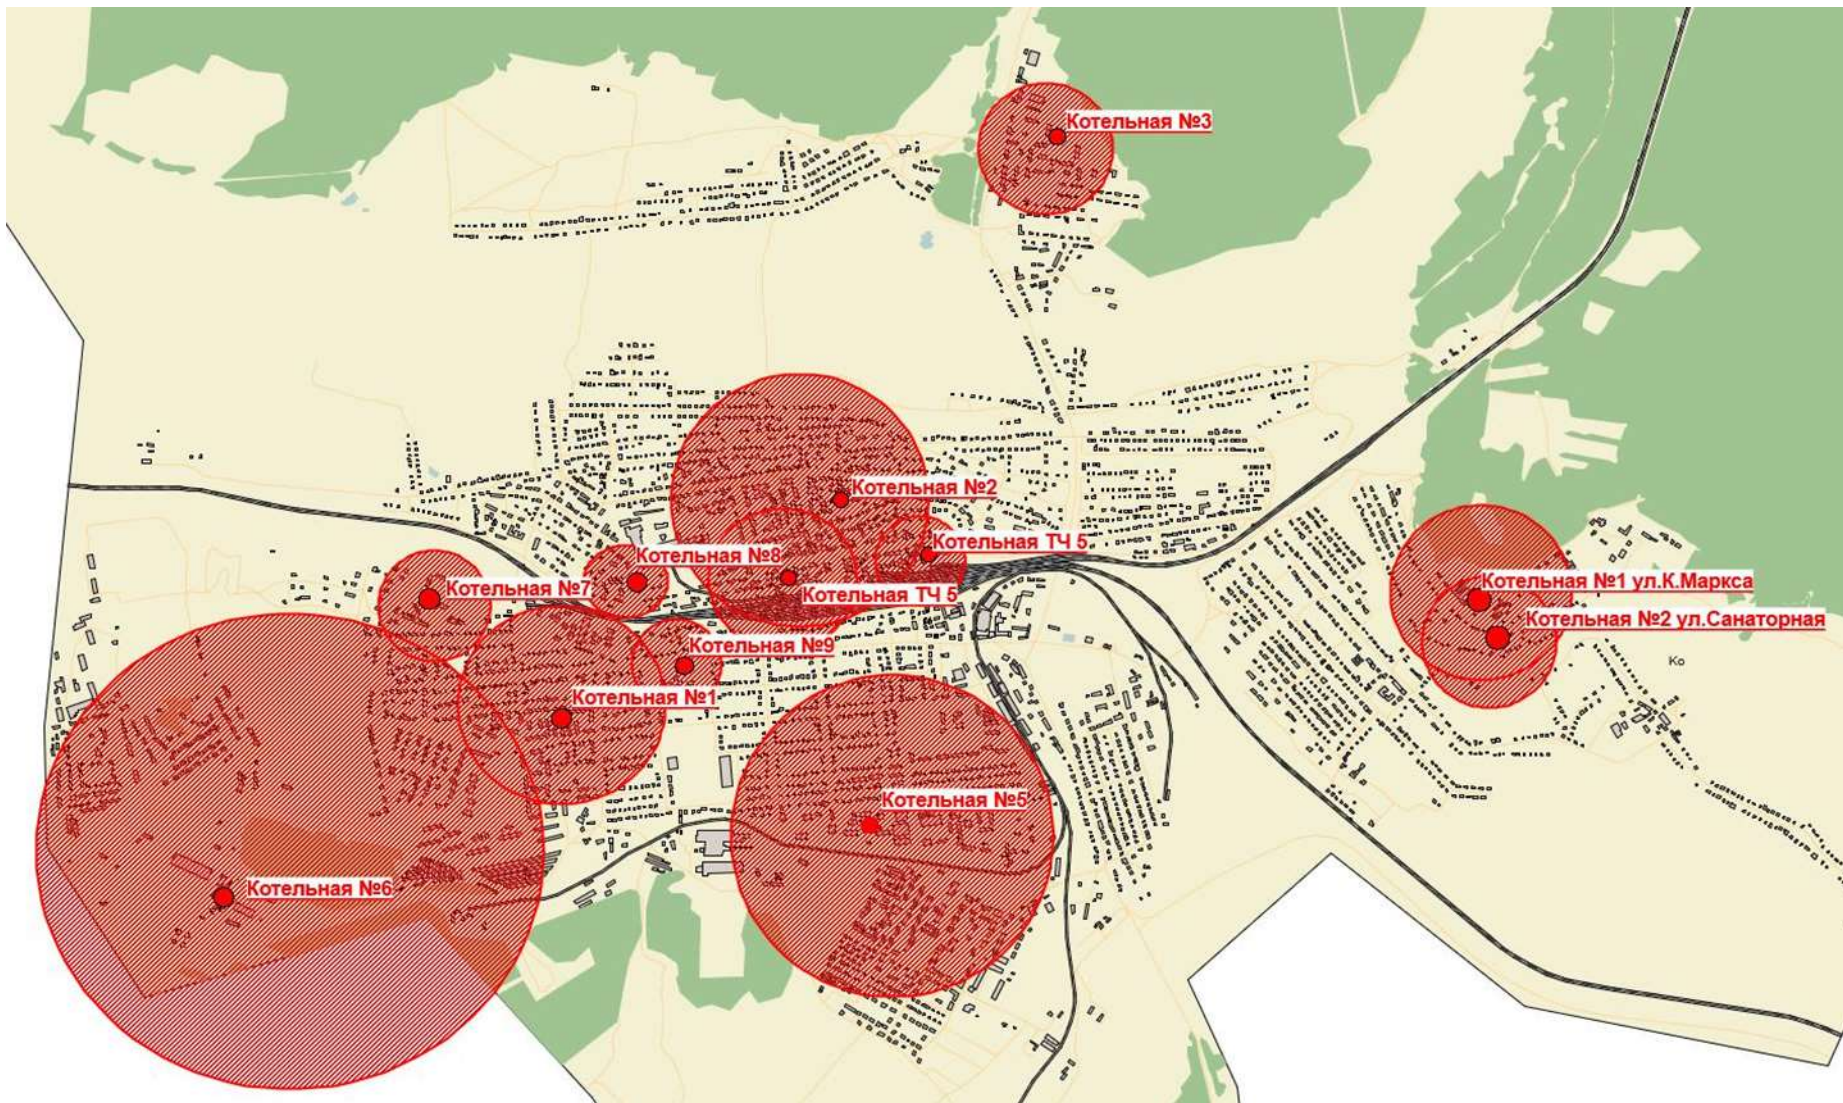 Котельная №3
Котельная №2
Котельная ТЧ 5
Котельная №8
Котельная №7
Котельная ТЧ 5
Котельная №1 ул.К.Маркса
Котельная №2 ул.Санаторная
Котельная №9
Ко
Котельная №1
Котельная №5
Котельная №6